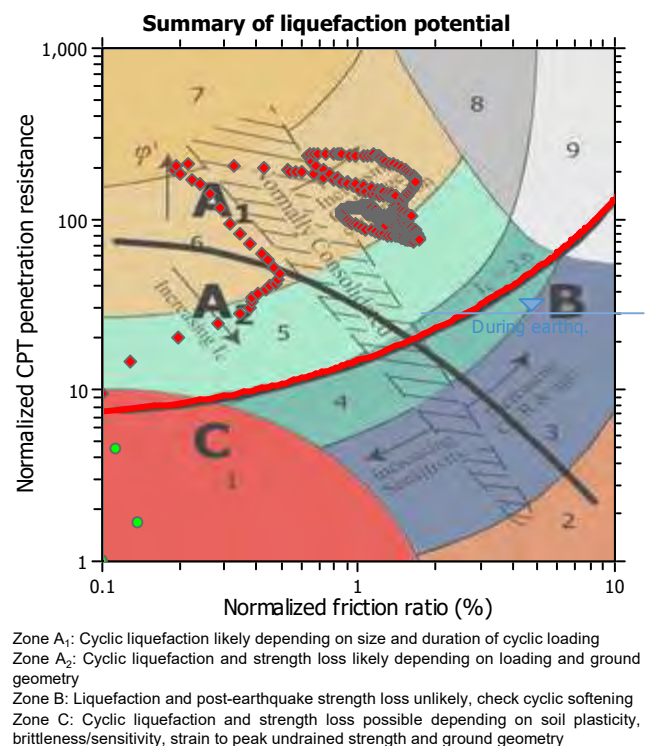 Summary of liquefaction potential
1,000
7
8
φ'
9
Normally Consolidated
A1
100
6
A2
Increasing Ic
5
B
During earthq.
10
4
C
3
Increasing
Sensitivity
1
2
1
0.1
1
10
Normalized CPT penetration resistance
Normalized friction ratio (%)
Zone A1: Cyclic liquefaction likely depending on size and duration of cyclic loading
Zone A2: Cyclic liquefaction and strength loss likely depending on loading and ground
geometry
Zone B: Liquefaction and post-earthquake strength loss unlikely, check cyclic softening
Zone C: Cyclic liquefaction and strength loss possible depending on soil plasticity,
brittleness/sensitivity, strain to peak undrained strength and ground geometry